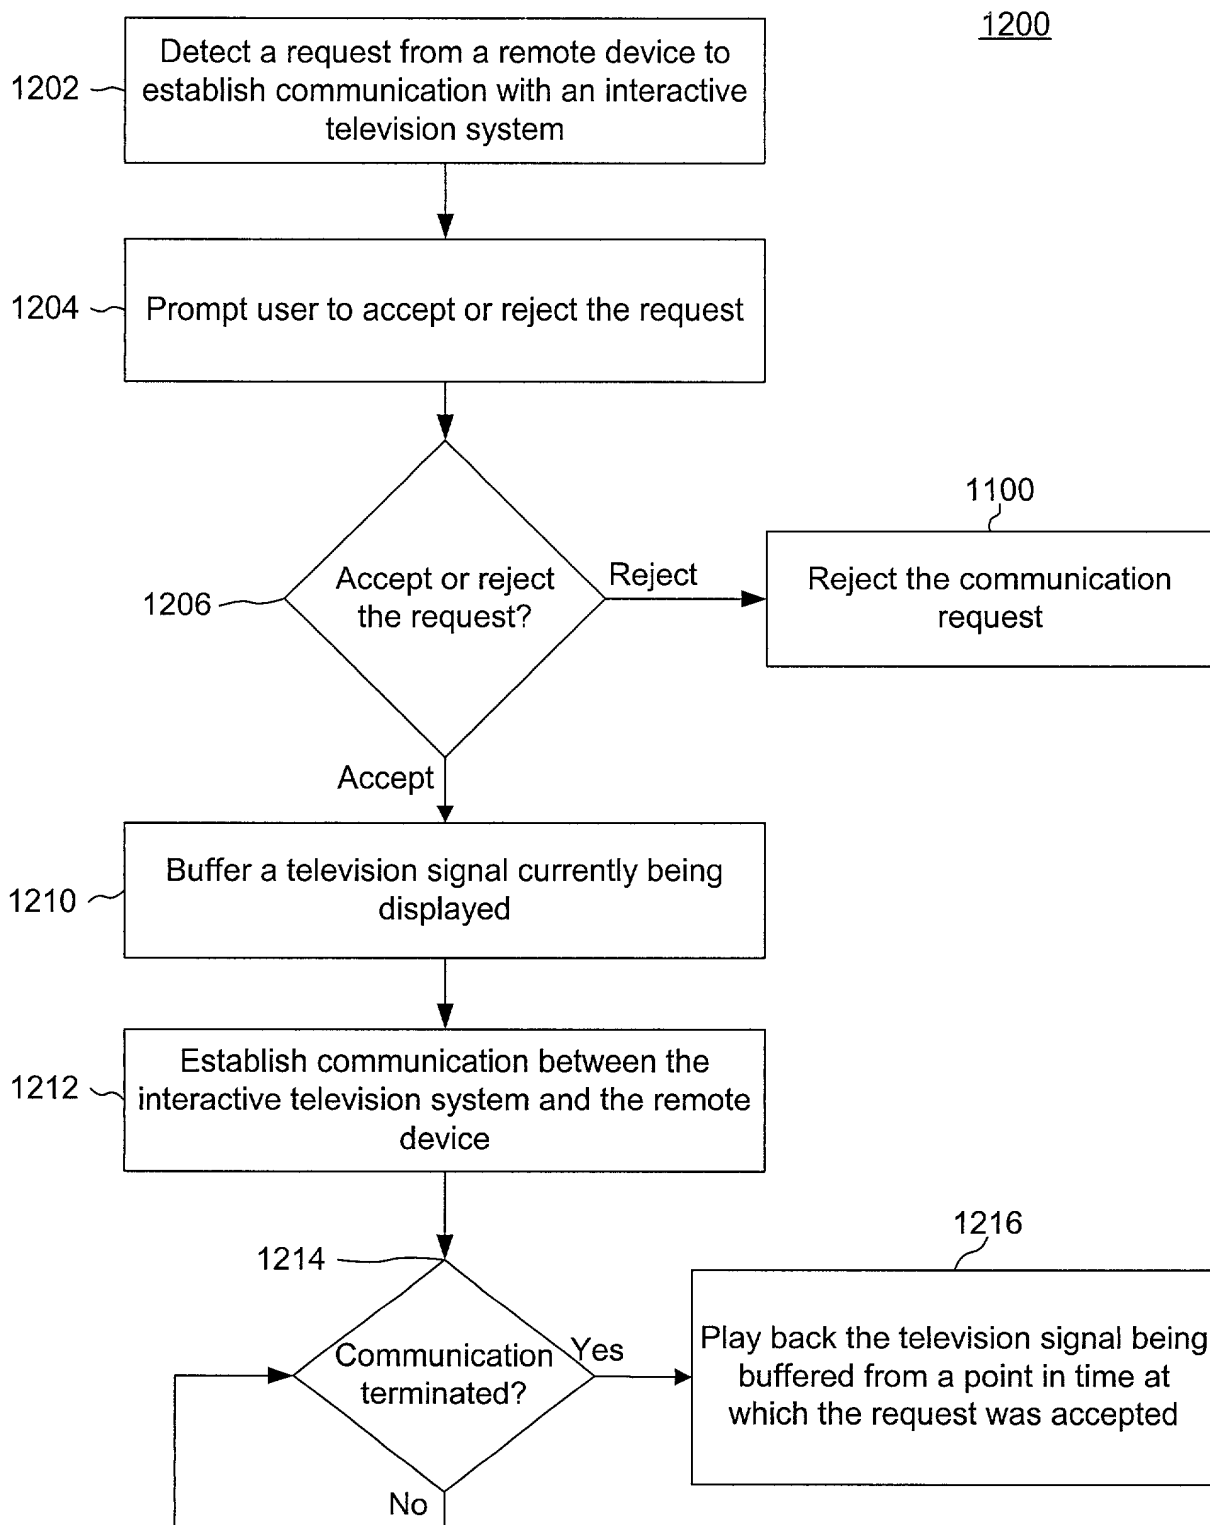 1200
Detect a request from a remote device to
establish communication with an interactive
television system
1202
Prompt user to accept or reject the request
1204
Accept or reject
the request?
1206
Reject
1100
Reject the communication
request
Accept
Buffer a television signal currently being
displayed
1210
Establish communication between the
interactive television system and the remote
device
1212
1214
Communication
terminated?
Yes
1216
Play back the television signal being
buffered from a point in time at
which the request was accepted
No